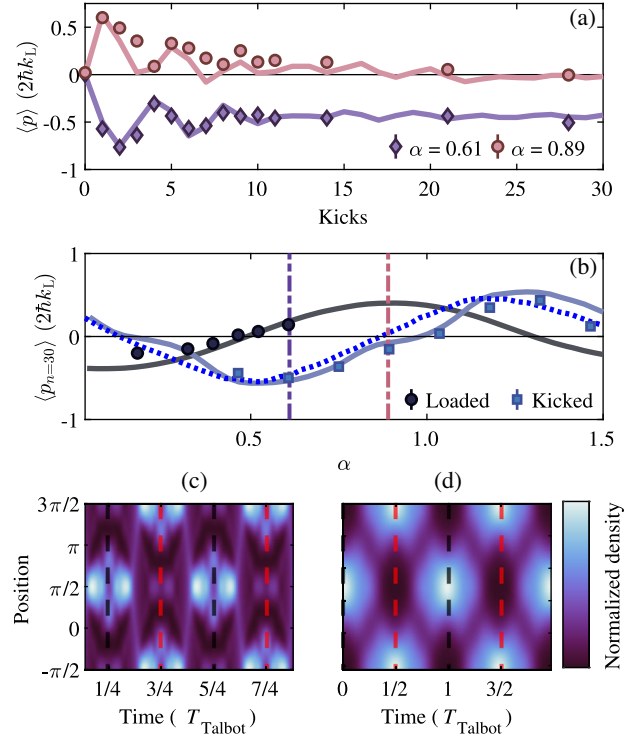 (a)
0.5
0
-0.5
-1
⟨p⟩ (2ℏk_L)
α = 0.61
α = 0.89
0 5 10 15 20 25 30
Kicks
(b)
1
0
-1
⟨p_{n=30}⟩ (2ℏk_L)
Loaded
Kicked
0.5 1.0 1.5
α
(c)
(d)
3π/2
π
π/2
0
-π/2
Position
1/4 3/4 5/4 7/4
Time ( T_Talbot)
0 1/2 1 3/2
Time ( T_Talbot)
Normalized density